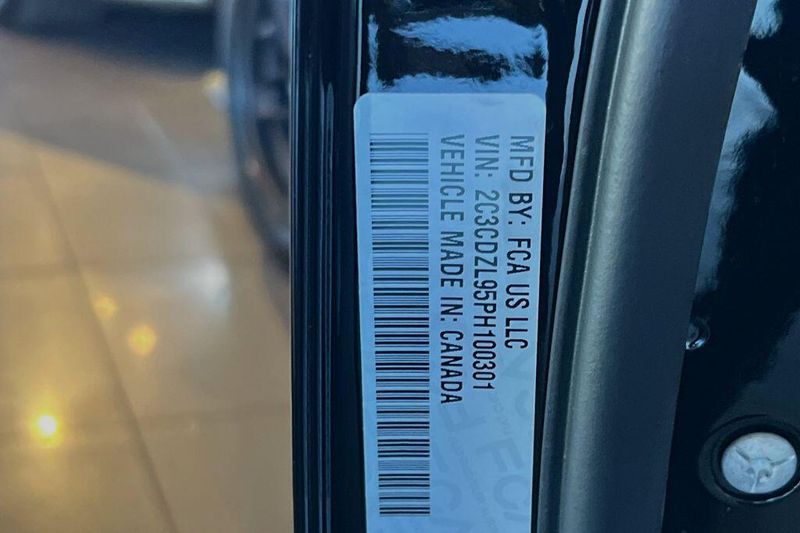 MFD BY: FCA US LLC
VIN: 2C3CDZL95PH100301
VEHICLE MADE IN: CANADA